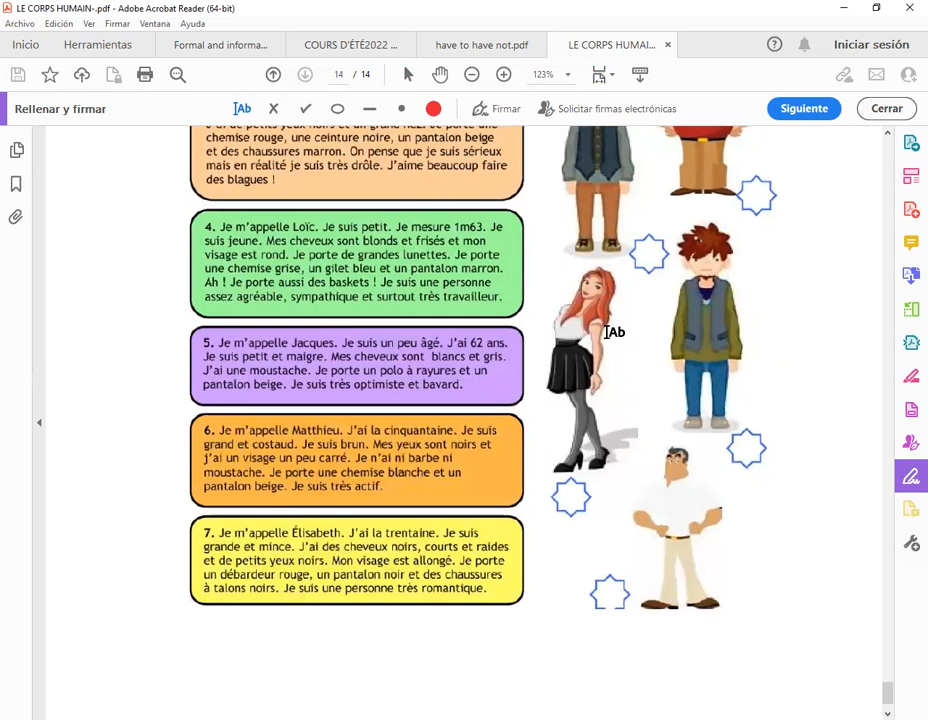 LE CORPS HUMAIN-.pdf - Adobe Acrobat Reader (64-bit)
Archivo Edición Ver Firmar Ventana Ayuda
Inicio Herramientas Formal and informa... COURS D'ÉTÉ2022 ... have to have not.pdf LE CORPS HUMAI... × Iniciar sesión
14 / 14 123%
Rellenar y firmar Ab Firmar Solicitar firmas electrónicas Siguiente Cerrar
chemise rouge, une ceinture noire, un pantalon beige
et des chaussures marron. On pense que je suis sérieux
mais en réalité je suis très drôle. J'aime beaucoup faire
des blagues !
4. Je m'appelle Loïc. Je suis petit. Je mesure 1m63. Je
suis jeune. Mes cheveux sont blonds et frisés et mon
visage est rond. Je porte de grandes lunettes. Je porte
une chemise grise, un gilet bleu et un pantalon marron.
Ah ! Je porte aussi des baskets ! Je suis une personne
assez agréable, sympathique et surtout très travailleur.
5. Je m'appelle Jacques. Je suis un peu âgé. J'ai 62 ans.
Je suis petit et maigre. Mes cheveux sont blancs et gris.
J'ai une moustache. Je porte un polo à rayures et un
pantalon beige. Je suis très optimiste et bavard.
6. Je m'appelle Matthieu. J'ai la cinquantaine. Je suis
grand et costaud. Je suis brun. Mes yeux sont noirs et
j'ai un visage un peu carré. Je n'ai ni barbe ni
moustache. Je porte une chemise blanche et un
pantalon beige. Je suis très actif.
7. Je m'appelle Élisabeth. J'ai la trentaine. Je suis
grande et mince. J'ai des cheveux noirs, courts et raides
et de petits yeux noirs. Mon visage est allongé. Je porte
un débardeur rouge, un pantalon noir et des chaussures
à talons noirs. Je suis une personne très romantique.
Ab